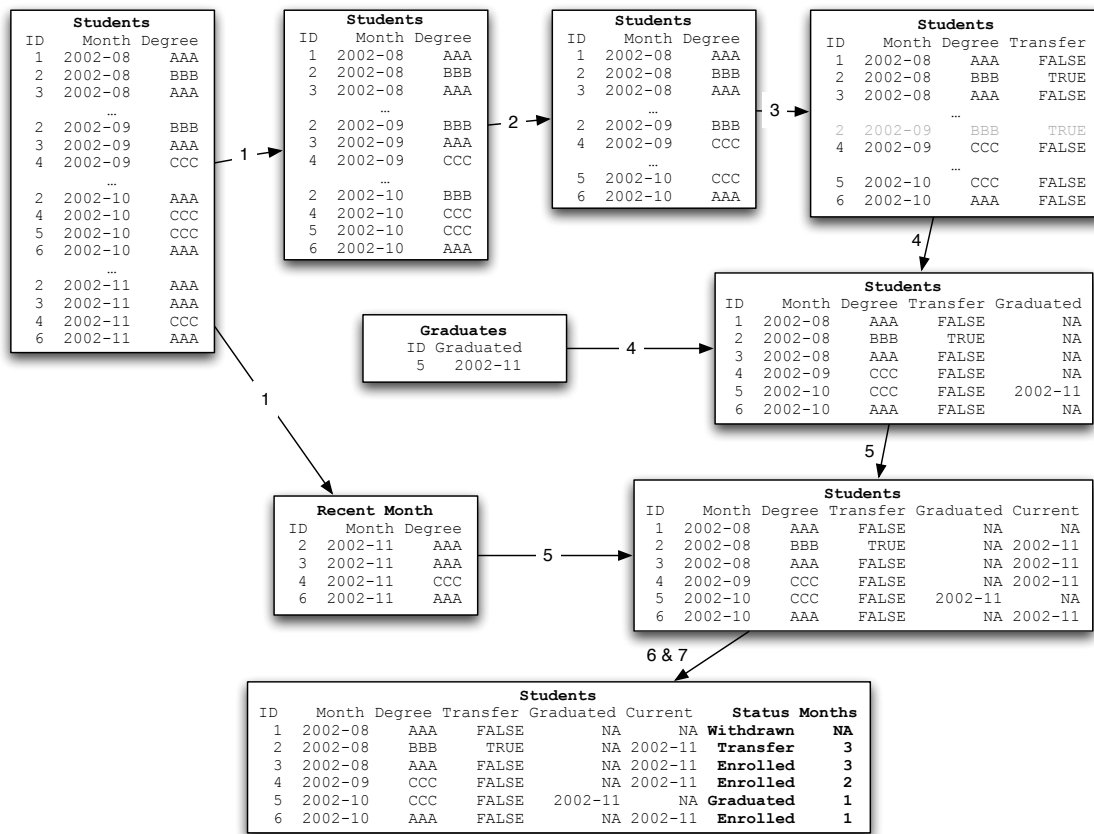 Students
ID Month Degree
1 2002-08 AAA
2 2002-08 BBB
3 2002-08 AAA
…
2 2002-09 BBB
3 2002-09 AAA
4 2002-09 CCC
…
2 2002-10 AAA
4 2002-10 CCC
5 2002-10 CCC
6 2002-10 AAA
…
2 2002-11 AAA
3 2002-11 AAA
4 2002-11 CCC
6 2002-11 AAA
1
Students
ID Month Degree
1 2002-08 AAA
2 2002-08 BBB
3 2002-08 AAA
…
2 2002-09 BBB
3 2002-09 AAA
4 2002-09 CCC
…
2 2002-10 BBB
4 2002-10 CCC
5 2002-10 CCC
6 2002-10 AAA
2
Students
ID Month Degree
1 2002-08 AAA
2 2002-08 BBB
3 2002-08 AAA
…
2 2002-09 BBB
4 2002-09 CCC
…
5 2002-10 CCC
6 2002-10 AAA
3
Students
ID Month Degree Transfer
1 2002-08 AAA FALSE
2 2002-08 BBB TRUE
3 2002-08 AAA FALSE
…
2 2002-09 BBB TRUE
4 2002-09 CCC FALSE
…
5 2002-10 CCC FALSE
6 2002-10 AAA FALSE
4
Graduates
ID Graduated
5 2002-11
4
Students
ID Month Degree Transfer Graduated
1 2002-08 AAA FALSE NA
2 2002-08 BBB TRUE NA
3 2002-08 AAA FALSE NA
4 2002-09 CCC FALSE NA
5 2002-10 CCC FALSE 2002-11
6 2002-10 AAA FALSE NA
1
5
Recent Month
ID Month Degree
2 2002-11 AAA
3 2002-11 AAA
4 2002-11 CCC
6 2002-11 AAA
5
Students
ID Month Degree Transfer Graduated Current
1 2002-08 AAA FALSE NA NA
2 2002-08 BBB TRUE NA 2002-11
3 2002-08 AAA FALSE NA 2002-11
4 2002-09 CCC FALSE NA 2002-11
5 2002-10 CCC FALSE 2002-11 NA
6 2002-10 AAA FALSE NA 2002-11
6 & 7
Students
ID Month Degree Transfer Graduated Current Status Months
1 2002-08 AAA FALSE NA NA Withdrawn NA
2 2002-08 BBB TRUE NA 2002-11 Transfer 3
3 2002-08 AAA FALSE NA 2002-11 Enrolled 3
4 2002-09 CCC FALSE NA 2002-11 Enrolled 2
5 2002-10 CCC FALSE 2002-11 NA Graduated 1
6 2002-10 AAA FALSE NA 2002-11 Enrolled 1